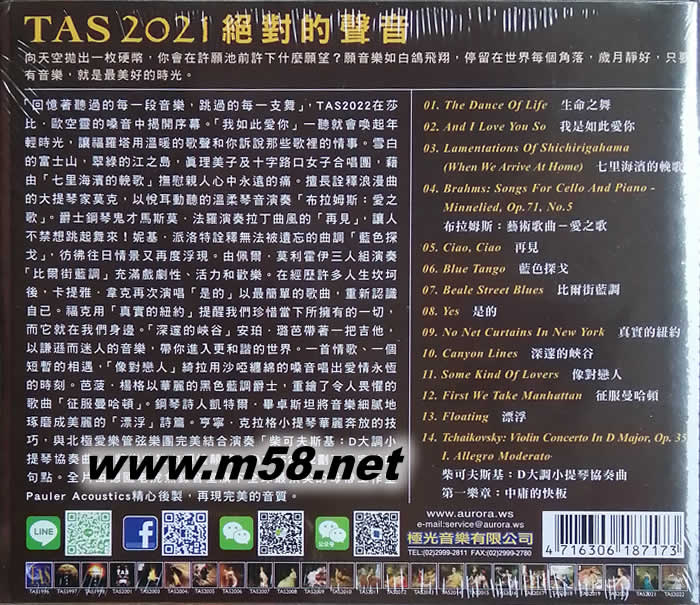 TAS 2021 絕對的聲音
向天空拋出一枚硬幣，你會在許願池前許下什麼願望？願音樂如白鴿飛翔，停留在世界每個角落，歲月靜好，只要
有音樂，就是最美好的時光。
「回憶著聽過的每一段音樂，跳過的每一支舞」，TAS2022在莎
比．歐空靈的嗓音中揭開序幕。「我如此愛你」一聽就會喚起年
輕時光，讓福羅塔用溫暖的歌聲和你訴說那些歌裡的情事。雪白
的富士山，翠綠的江之島，眞理美子及十字路口女子合唱團，藉
由「七里海濱的輓歌」撫慰親人心中永遠的痛。擅長詮釋浪漫曲
的大提琴家莫．漢納，以悅耳動聽的溫柔琴音演奏「布拉姆斯：愛之
歌」。爵士鋼琴鬼才馬斯莫．法羅演奏拉丁曲風的「再見」，讓人
不禁想跳起舞來！妮基．派洛特詮釋無法被遺忘的曲調「藍色探
戈」，彷彿往日情景又再度浮現。由佩爾．莫利霍伊三人組演奏
「比爾街藍調」充滿戲劇性、活力和歡樂。在經歷許多人生坎坷
後，卡提雅．韋克再次演唱「是的」以最簡單的歌曲，重新認識
自己。福克用「真實的紐約」提醒我們珍惜當下所擁有的一切，
而它就在我們身邊。「深邃的峽谷」安珀．璐芭帶著一把吉他，
以謙遜而迷人的音樂，帶你進入更和諧的世界。一首情歌、一個
短暫的相遇，「像對戀人」綺拉用沙啞纏綿的嗓音唱出愛情永恆
的時刻。芭菠．楊格以華麗的黑色藍調爵士，重繪了令人畏懼的
歌曲「征服曼哈頓」。鋼琴詩人凱特爾．畢卓斯坦將音樂細膩地
琢磨成美麗的「漂浮」詩篇。亨寧．克拉格小提琴華麗奔放的技
巧，與北極愛樂管弦樂團完美結合演奏「柴可夫斯基：D大調小
提琴協奏曲
句點。全片
Pauler Acoustics精心後製，再現完美的音質。
01. The Dance Of Life 生命之舞
02. And I Love You So 我是如此愛你
03. Lamentations Of Shichirigahama
(When We Arrive At Home) 七里海濱的輓歌
04. Brahms: Songs For Cello And Piano -
Minnelied, Op.71, No.5
布拉姆斯：藝術歌曲－愛之歌
05. Ciao, Ciao 再見
06. Blue Tango 藍色探戈
07. Beale Street Blues 比爾街藍調
08. Yes 是的
09. No Net Curtains In New York 真實的紐約
10. Canyon Lines 深邃的峽谷
11. Some Kind Of Lovers 像對戀人
12. First We Take Manhattan 征服曼哈頓
13. Floating 漂浮
14. Tchaikovsky: Violin Concerto In D Major, Op. 35
I. Allegro Moderato
柴可夫斯基：D大調小提琴協奏曲
第一樂章：中庸的快板
www.m58.net
LINE
公众号
www.aurora.ws
e-mail:service@aurora.ws
極光音樂有限公司
TEL:(02)2999-2811 FAX:(02)2999-2780
4 716306 187173
TAS1996 TAS1997 TAS1998 TAS2001 TAS2003 TAS2004 TAS2005 TAS2006 TAS2007 TAS2008 TAS2009 TAS2010 TAS2011 TAS2012 TAS2021 TAS2022